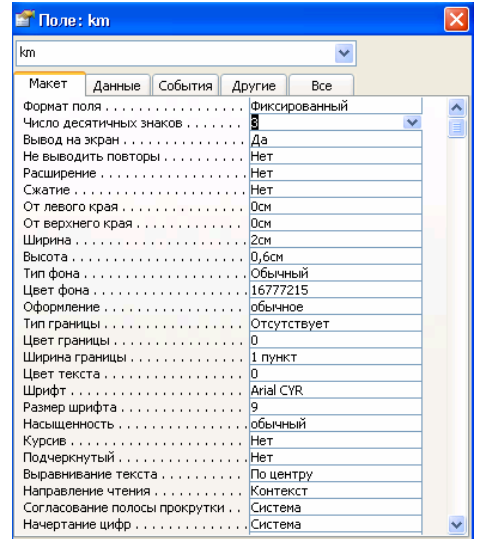 Поле: km
km
Макет Данные События Другие Все
Формат поля . . . . . . . . . . . . . . . . . Фиксированный
Число десятичных знаков . . . . . . . 3
Вывод на экран . . . . . . . . . . . . . . . Да
Не выводить повторы . . . . . . . . . . Нет
Расширение . . . . . . . . . . . . . . . . . . Нет
Сжатие . . . . . . . . . . . . . . . . . . . . . . Нет
От левого края . . . . . . . . . . . . . . . 0см
От верхнего края . . . . . . . . . . . . . 0см
Ширина . . . . . . . . . . . . . . . . . . . . . . 2см
Высота . . . . . . . . . . . . . . . . . . . . . . 0,6см
Тип фона . . . . . . . . . . . . . . . . . . . . Обычный
Цвет фона . . . . . . . . . . . . . . . . . . . 16777215
Оформление . . . . . . . . . . . . . . . . . обычное
Тип границы . . . . . . . . . . . . . . . . . Отсутствует
Цвет границы . . . . . . . . . . . . . . . . 0
Ширина границы . . . . . . . . . . . . . . 1 пункт
Цвет текста . . . . . . . . . . . . . . . . . . 0
Шрифт . . . . . . . . . . . . . . . . . . . . . . Arial CYR
Размер шрифта . . . . . . . . . . . . . . . 9
Насыщенность . . . . . . . . . . . . . . . . обычный
Курсив . . . . . . . . . . . . . . . . . . . . . . Нет
Подчеркнутый . . . . . . . . . . . . . . . . Нет
Выравнивание текста . . . . . . . . . . По центру
Направление чтения . . . . . . . . . . . Контекст
Согласование полосы прокрутки . . Система
Начертание цифр . . . . . . . . . . . . . . Система